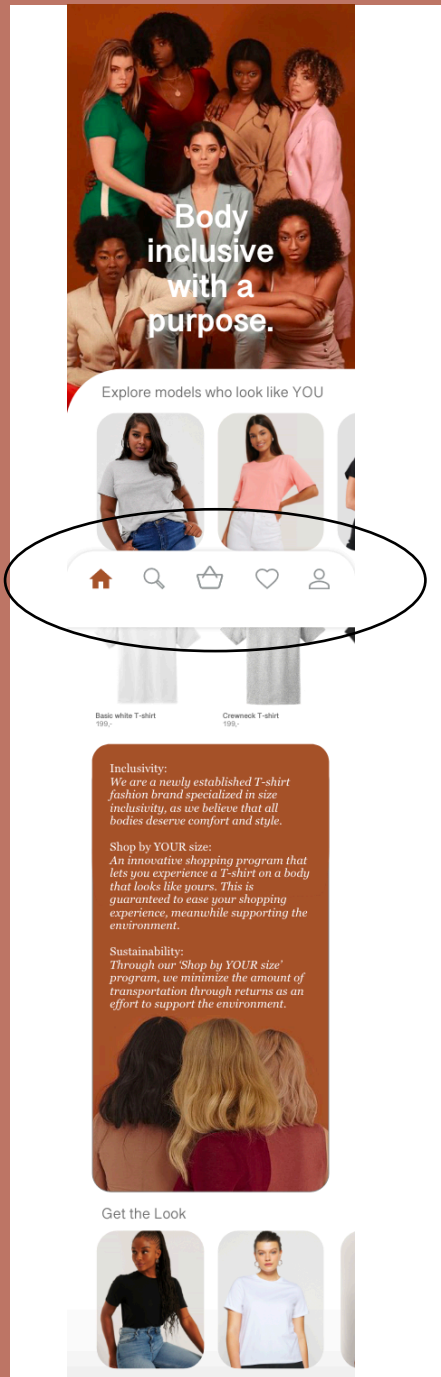 Body
inclusive
with a
purpose.
Explore models who look like YOU
Basic white T-shirt
199,-
Crewneck T-shirt
199,-
Inclusivity:
We are a newly established T-shirt
fashion brand specialized in size
inclusivity, as we believe that all
bodies deserve comfort and style.
Shop by YOUR size:
An innovative shopping program that
lets you experience a T-shirt on a body
that looks like yours. This is
guaranteed to ease your shopping
experience, meanwhile supporting the
environment.
Sustainability:
Through our ‘Shop by YOUR size’
program, we minimize the amount of
transportation through returns as an
effort to support the environment.
Get the Look